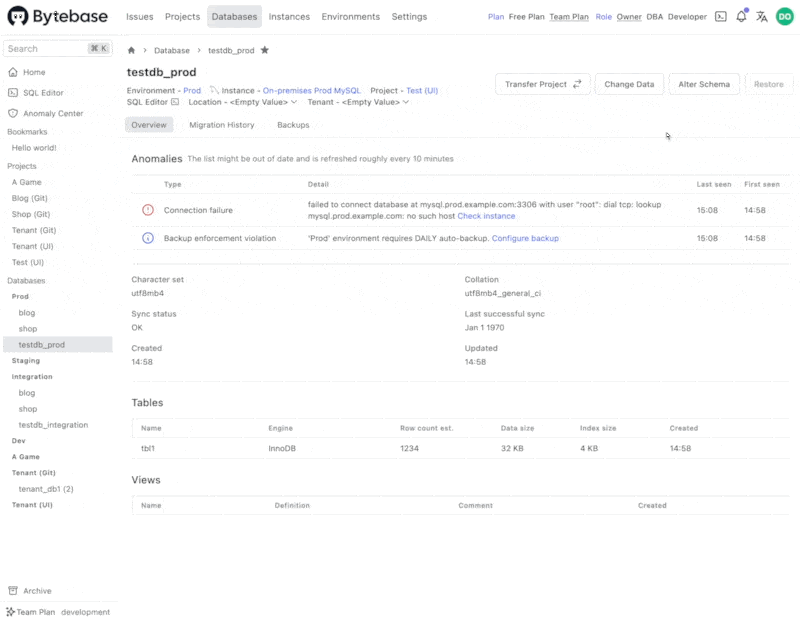 Bytebase Issues Projects Databases Instances Environments Settings Plan Free Plan Team Plan Role Owner DBA Developer DO
Search ⌘ K
Home > Database > testdb_prod
SQL Editor
Anomaly Center
Bookmarks
Hello world!
Projects
A Game
Blog (Git)
Shop (Git)
Tenant (Git)
Tenant (UI)
Test (UI)
Databases
Prod
blog
shop
testdb_prod
Staging
Integration
blog
shop
testdb_integration
Dev
A Game
Tenant (Git)
tenant_db1 (2)
Tenant (UI)
Archive
Team Plan development
testdb_prod
Environment - Prod Instance - On-premises Prod MySQL Project - Test (UI)
SQL Editor Location - <Empty Value> Tenant - <Empty Value>
Transfer Project Change Data Alter Schema Restore
Overview Migration History Backups
Anomalies The list might be out of date and is refreshed roughly every 10 minutes
Type Detail Last seen First seen
Connection failure failed to connect database at mysql.prod.example.com:3306 with user "root": dial tcp: lookup
mysql.prod.example.com: no such host Check instance 15:08 14:58
Backup enforcement violation 'Prod' environment requires DAILY auto-backup. Configure backup 15:08 14:58
Character set Collation
utf8mb4 utf8mb4_general_ci
Sync status Last successful sync
OK Jan 1 1970
Created Updated
14:58 14:58
Tables
Name Engine Row count est. Data size Index size Created
tbl1 InnoDB 1234 32 KB 4 KB 14:58
Views
Name Definition Comment Created